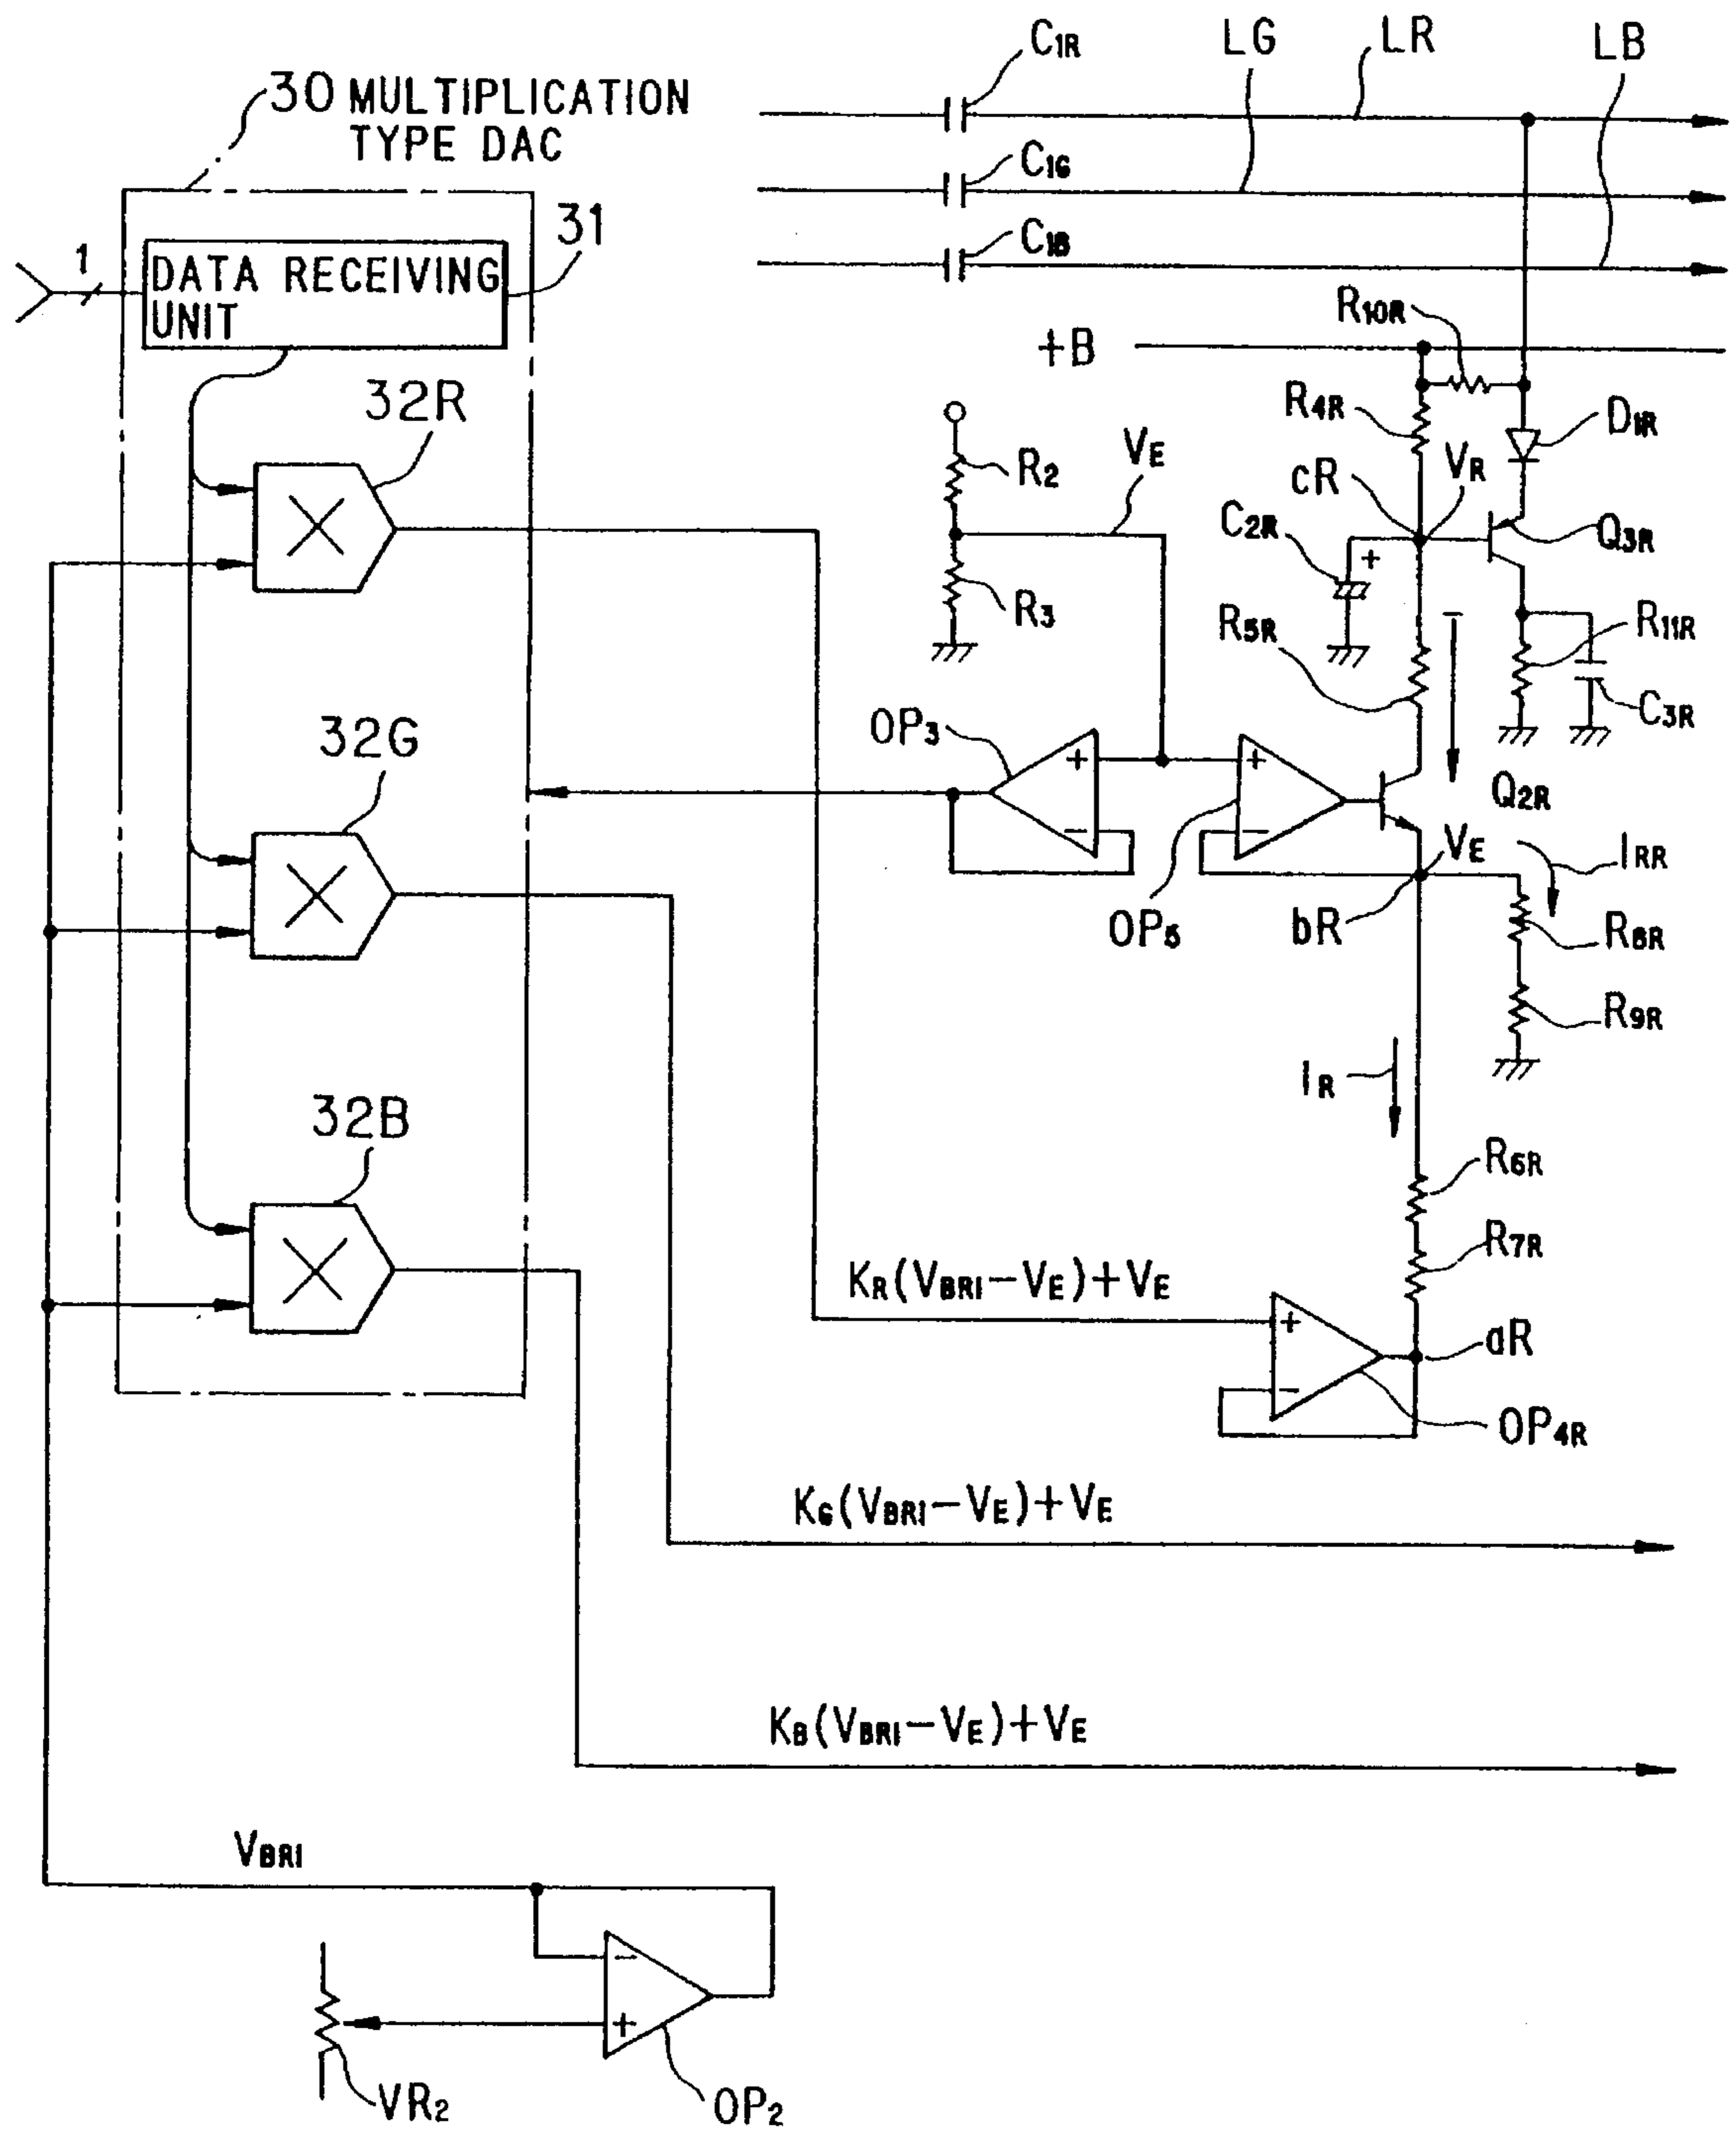 C1R
LG
LR
LB
30 MULTIPLICATION
TYPE DAC
C1G
31
1
DATA RECEIVING
UNIT
C1B
R10R
+B
32R
R4R
D1R
R2
VE
cR
VR
C2R
+
Q3R
R3
R5R
R11R
C3R
32G
OP3
+
+
Q2R
−
−
VE
IRR
OP5
bR
R8R
R9R
IR
32B
R6R
R7R
KR(VBRI−VE)+VE
+
aR
−
OP4R
KG(VBRI−VE)+VE
KB(VBRI−VE)+VE
VBRI
−
+
VR2
OP2